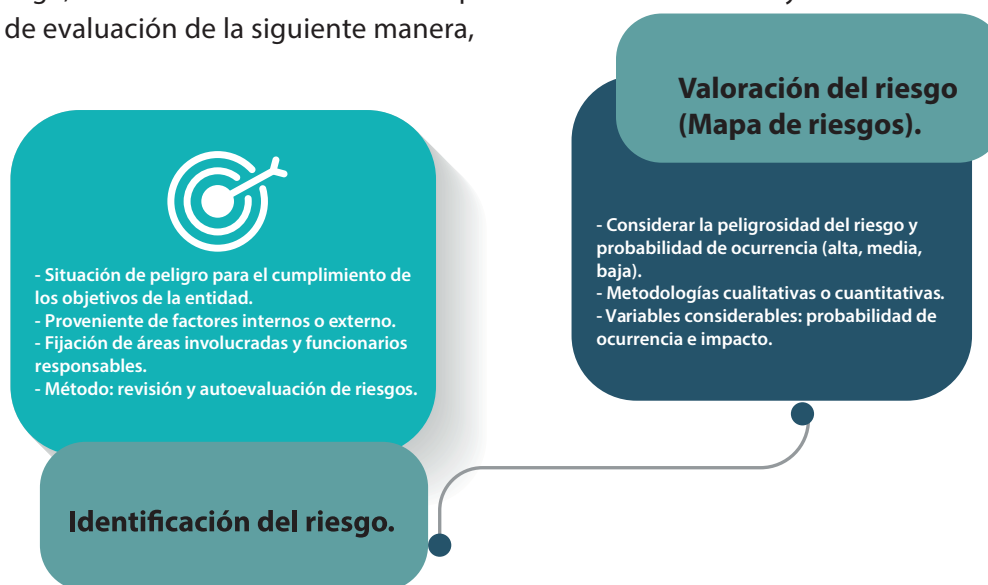 de evaluación de la siguiente manera,
- Situación de peligro para el cumplimiento de
los objetivos de la entidad.
- Proveniente de factores internos o externo.
- Fijación de áreas involucradas y funcionarios
responsables.
- Método: revisión y autoevaluación de riesgos.
Identificación del riesgo.
Valoración del riesgo
(Mapa de riesgos).
- Considerar la peligrosidad del riesgo y
probabilidad de ocurrencia (alta, media,
baja).
- Metodologías cualitativas o cuantitativas.
- Variables considerables: probabilidad de
ocurrencia e impacto.